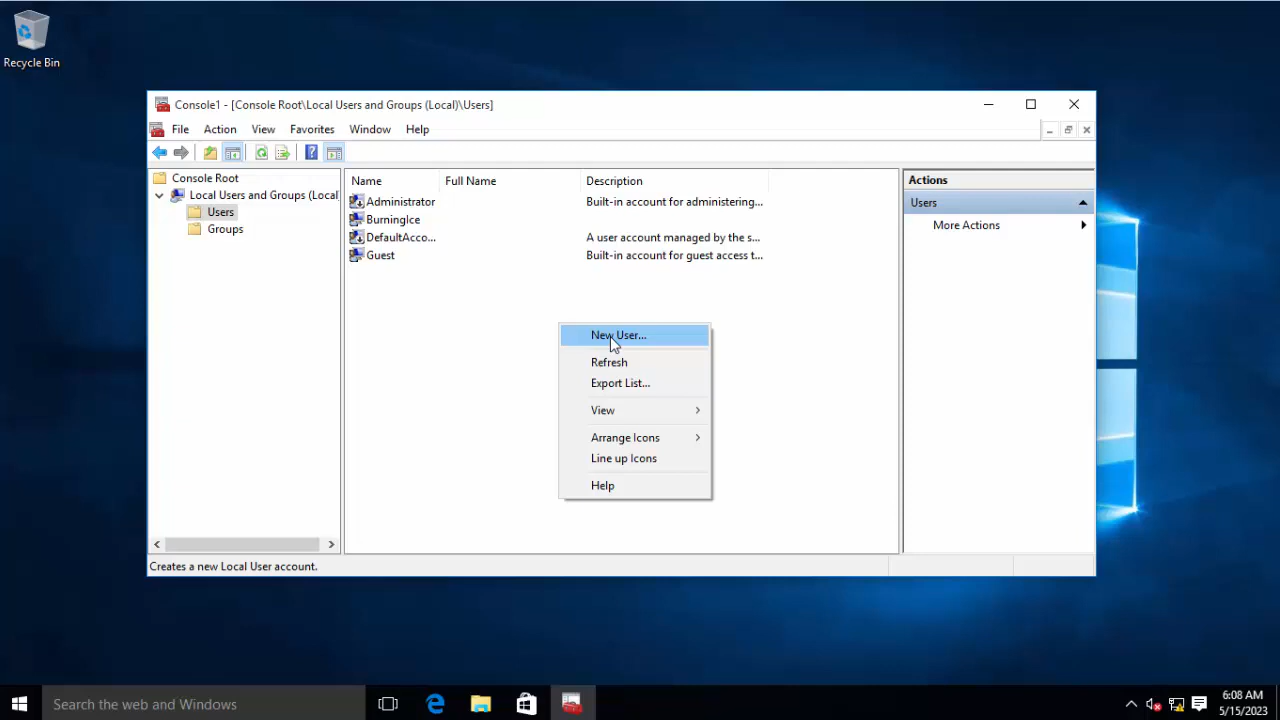 Recycle Bin
Console1 - [Console Root\Local Users and Groups (Local)\Users]
File Action View Favorites Window Help
Console Root
Local Users and Groups (Local
Users
Groups
Name Full Name Description
Administrator Built-in account for administering...
BurningIce
DefaultAcco... A user account managed by the s...
Guest Built-in account for guest access t...
Actions
Users
More Actions
New User...
Refresh
Export List...
View
Arrange Icons
Line up Icons
Help
Creates a new Local User account.
Search the web and Windows
6:08 AM
5/15/2023